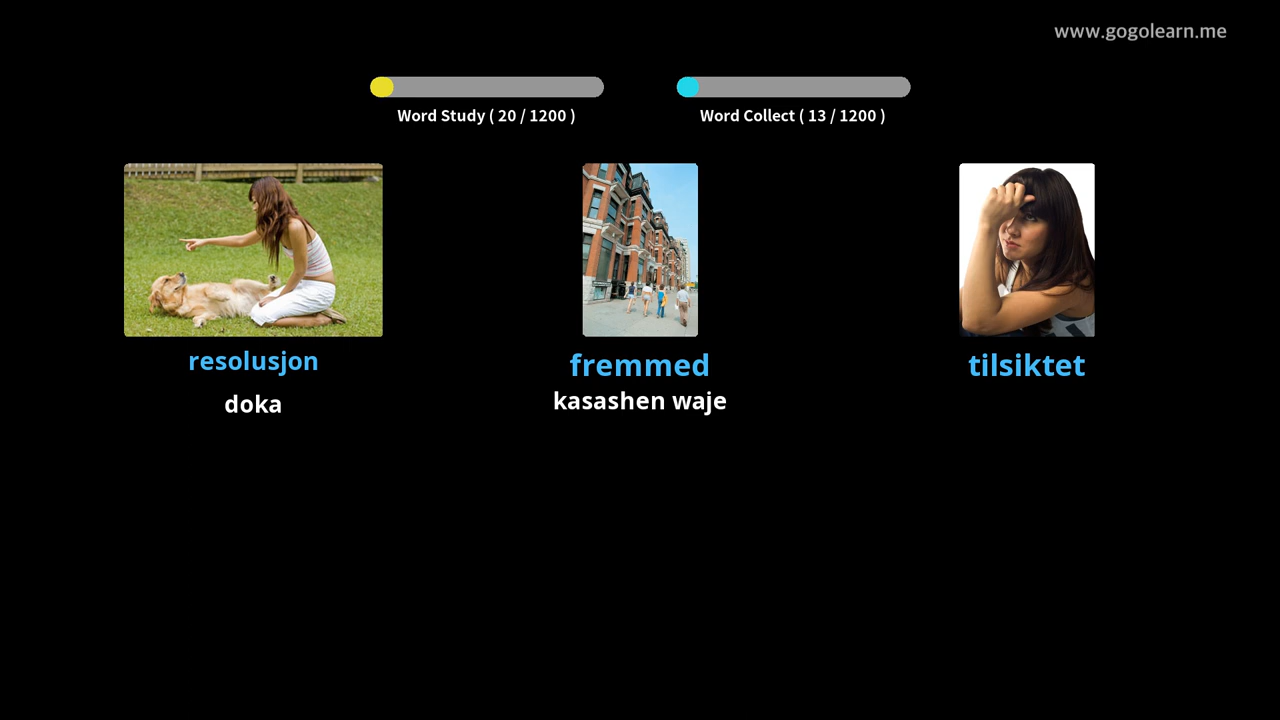 www.gogolearn.me
Word Study ( 20 / 1200 )
Word Collect ( 13 / 1200 )
resolusjon
doka
fremmed
kasashen waje
tilsiktet